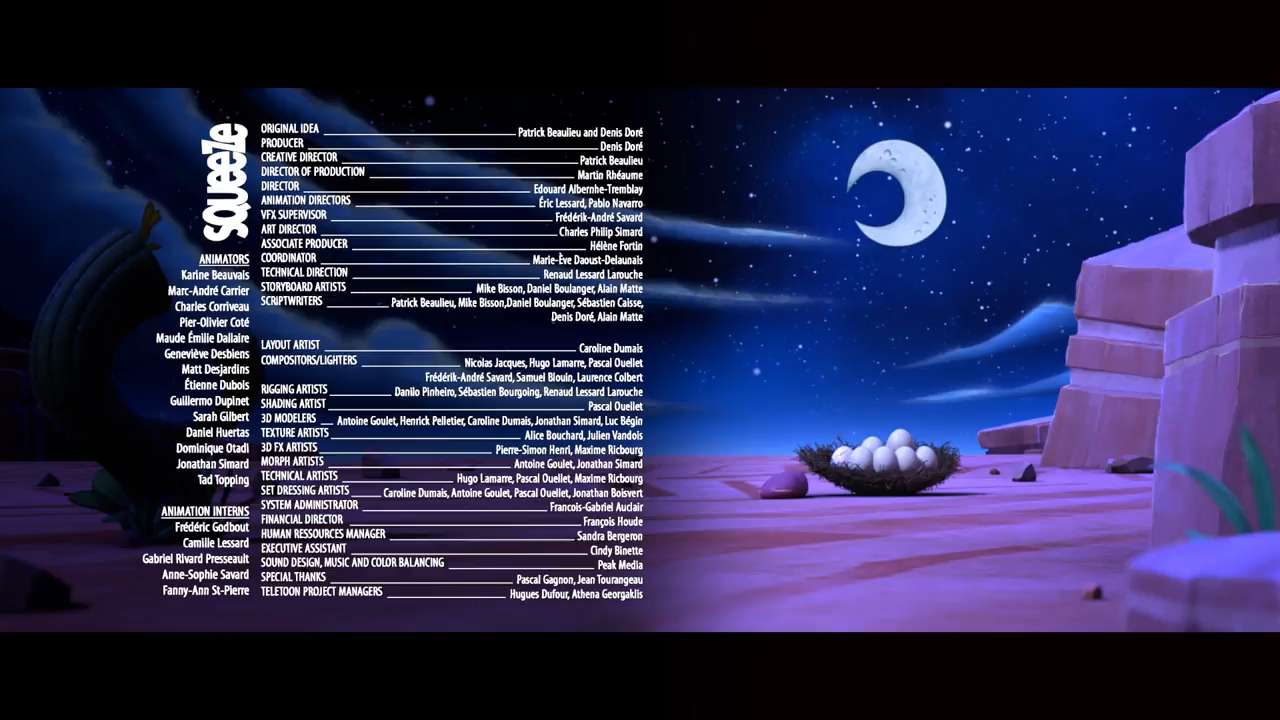 squeeze
ANIMATORS
Karine Beauvais
Marc-André Carrier
Charles Corriveau
Pier-Olivier Coté
Maude Émilie Dallaire
Geneviève Desbiens
Matt Desjardins
Étienne Dubois
Guillermo Dupinet
Sarah Gilbert
Daniel Huertas
Dominique Otadi
Jonathan Simard
Tad Topping
ANIMATION INTERNS
Frédéric Godbout
Camille Lessard
Gabriel Rivard Presseault
Anne-Sophie Savard
Fanny-Ann St-Pierre
ORIGINAL IDEA Patrick Beaulieu and Denis Doré
PRODUCER Denis Doré
CREATIVE DIRECTOR Patrick Beaulieu
DIRECTOR OF PRODUCTION Martin Rhéaume
DIRECTOR Edouard Albernhe-Tremblay
ANIMATION DIRECTORS Éric Lessard, Pablo Navarro
VFX SUPERVISOR Frédérik-André Savard
ART DIRECTOR Charles Philip Simard
ASSOCIATE PRODUCER Hélène Fortin
COORDINATOR Marie-Ève Daoust-Delaunais
TECHNICAL DIRECTION Renaud Lessard Larouche
STORYBOARD ARTISTS Mike Bisson, Daniel Boulanger, Alain Matte
SCRIPTWRITERS Patrick Beaulieu, Mike Bisson,Daniel Boulanger, Sébastien Caisse,
Denis Doré, Alain Matte
LAYOUT ARTIST Caroline Dumais
COMPOSITORS/LIGHTERS Nicolas Jacques, Hugo Lamarre, Pascal Ouellet
Frédérik-André Savard, Samuel Blouin, Laurence Colbert
RIGGING ARTISTS Danilo Pinheiro, Sébastien Bourgoing, Renaud Lessard Larouche
SHADING ARTIST Pascal Ouellet
3D MODELERS Antoine Goulet, Henrick Pelletier, Caroline Dumais, Jonathan Simard, Luc Bégin
TEXTURE ARTISTS Alice Bouchard, Julien Vandois
3D FX ARTISTS Pierre-Simon Henri, Maxime Ricbourg
MORPH ARTISTS Antoine Goulet, Jonathan Simard
TECHNICAL ARTISTS Hugo Lamarre, Pascal Ouellet, Maxime Ricbourg
SET DRESSING ARTISTS Caroline Dumais, Antoine Goulet, Pascal Ouellet, Jonathan Boisvert
SYSTEM ADMINISTRATOR Francois-Gabriel Auclair
FINANCIAL DIRECTOR François Houde
HUMAN RESSOURCES MANAGER Sandra Bergeron
EXECUTIVE ASSISTANT Cindy Binette
SOUND DESIGN, MUSIC AND COLOR BALANCING Peak Media
SPECIAL THANKS Pascal Gagnon, Jean Tourangeau
TELETOON PROJECT MANAGERS Hugues Dufour, Athena Georgaklis